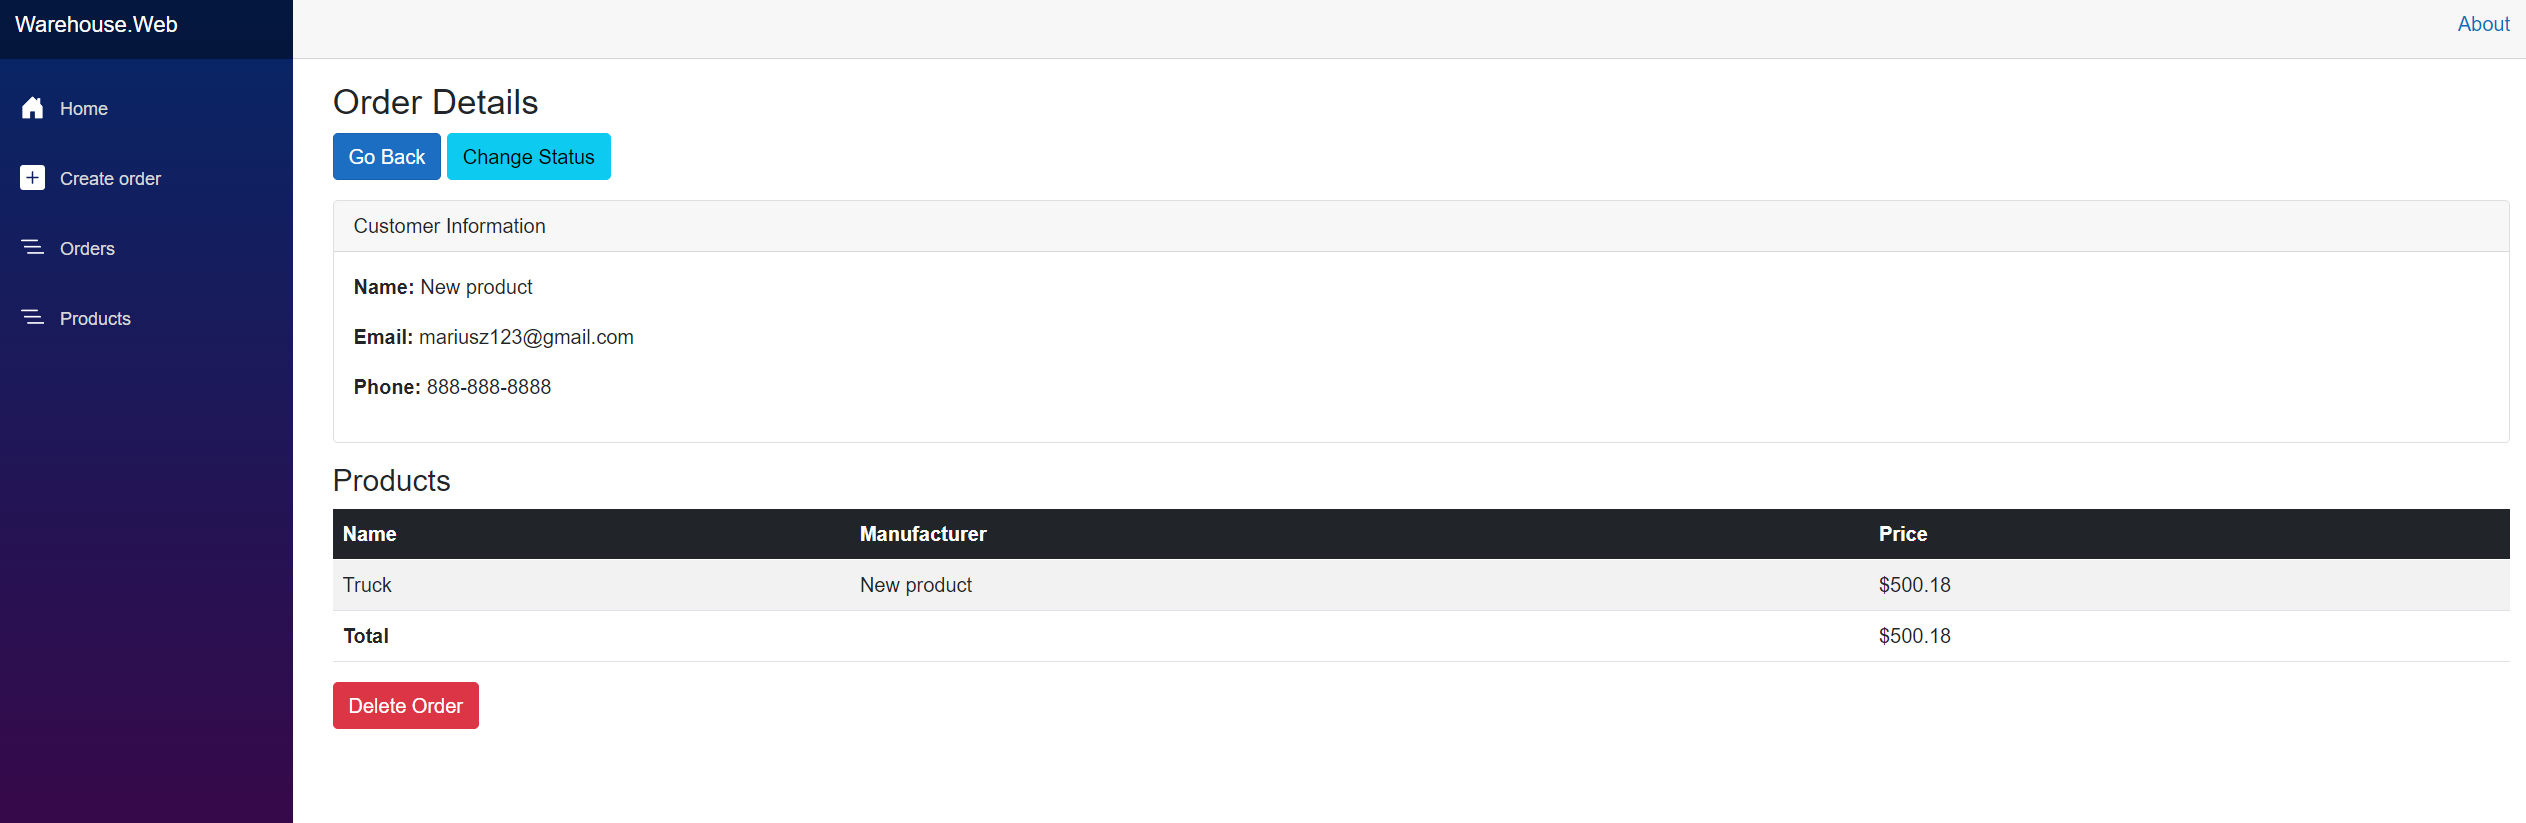 Warehouse.Web
About
Home
Create order
Orders
Products
Order Details
Go Back Change Status
Customer Information
Name: New product
Email: mariusz123@gmail.com
Phone: 888-888-8888
Products
Name Manufacturer Price
Truck New product $500.18
Total $500.18
Delete Order